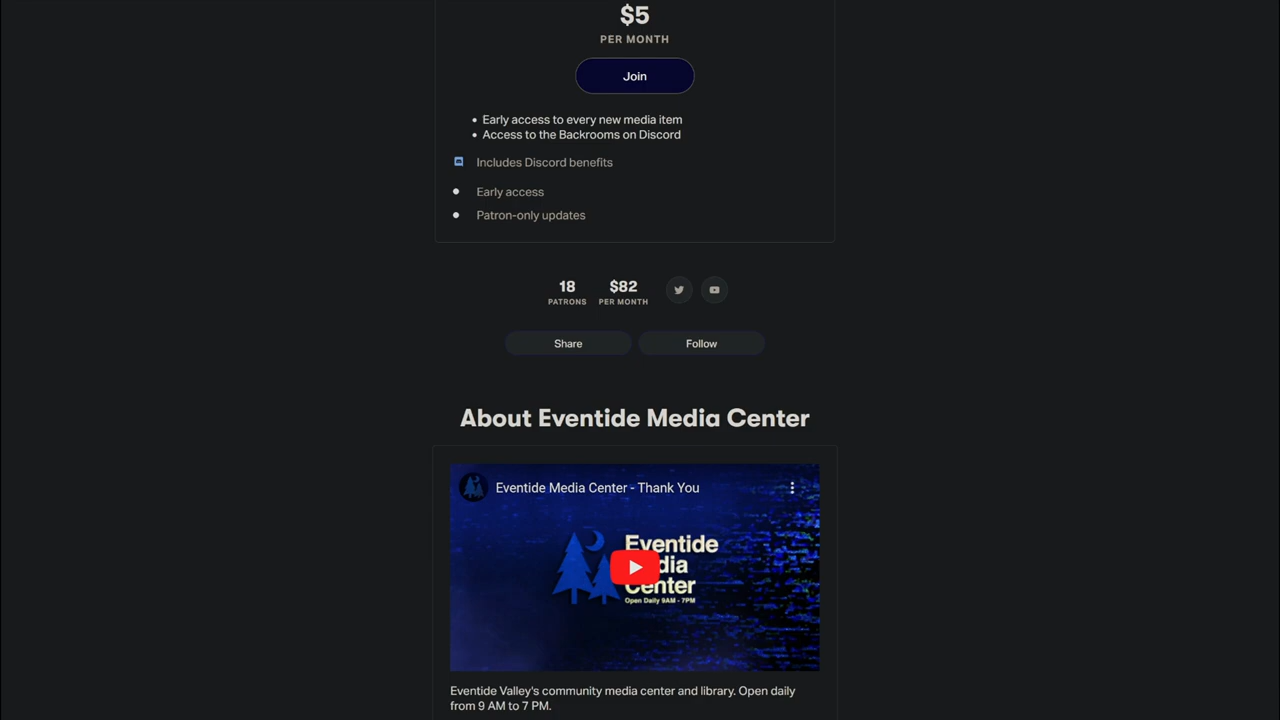 $5
PER MONTH
Join
Early access to every new media item
Access to the Backrooms on Discord
Includes Discord benefits
Early access
Patron-only updates
18 $82
PATRONS PER MONTH
Share Follow
About Eventide Media Center
Eventide Media Center - Thank You
Eventide
Media
Center
Open Daily 9AM - 7PM
Eventide Valley's community media center and library. Open daily
from 9 AM to 7 PM.